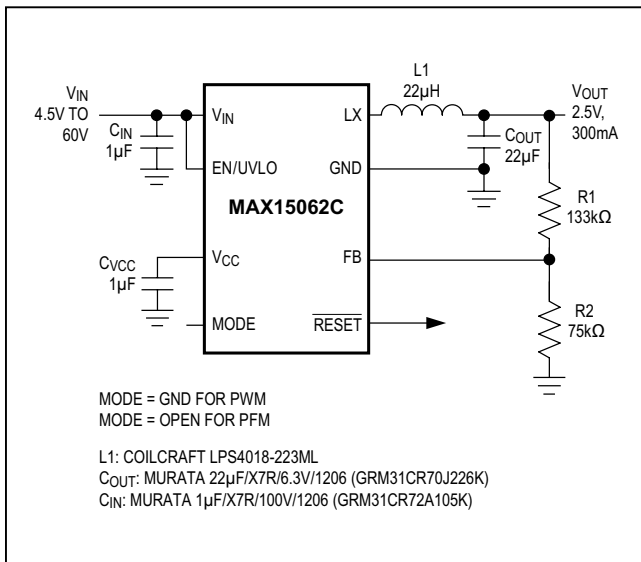 VIN
4.5V TO
60V
CIN
1µF
VIN
EN/UVLO
MAX15062C
VCC
CVCC
1µF
MODE
LX
GND
FB
RESET
L1
22µH
COUT
22µF
VOUT
2.5V,
300mA
R1
133kΩ
R2
75kΩ
MODE = GND FOR PWM
MODE = OPEN FOR PFM
L1: COILCRAFT LPS4018-223ML
COUT: MURATA 22µF/X7R/6.3V/1206 (GRM31CR70J226K)
CIN: MURATA 1µF/X7R/100V/1206 (GRM31CR72A105K)